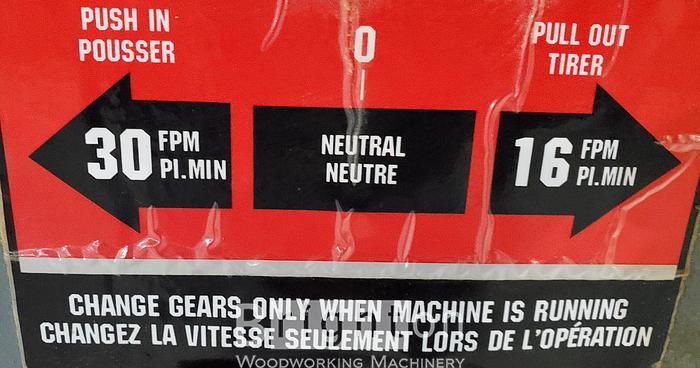 PUSH IN
POUSSER
0
PULL OUT
TIRER
30 FPM
PI.MIN
NEUTRAL
NEUTRE
16 FPM
PI.MIN
CHANGE GEARS ONLY WHEN MACHINE IS RUNNING
CHANGEZ LA VITESSE SEULEMENT LORS DE L'OPÉRATION
WOODWORKING MACHINERY